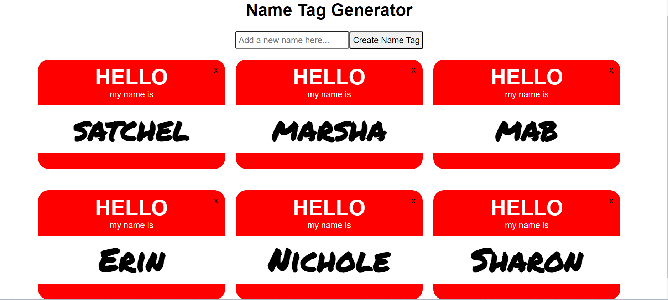 Name Tag Generator
Add a new name here... Create Name Tag
HELLO x HELLO x HELLO x
my name is my name is my name is
SATCHEL MARSHA MAB
HELLO x HELLO x HELLO x
my name is my name is my name is
Erin Nichole Sharon